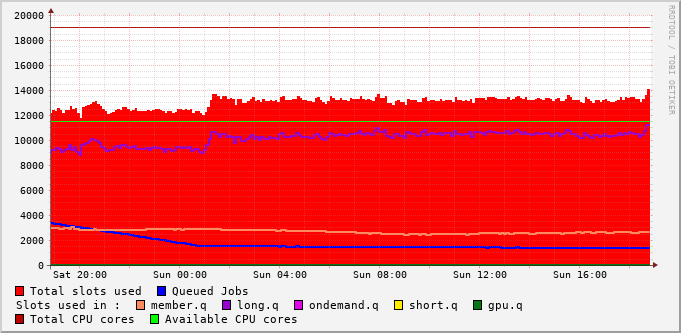 20000
18000
16000
14000
12000
10000
8000
6000
4000
2000
0
Sat 20:00 Sun 00:00 Sun 04:00 Sun 08:00 Sun 12:00 Sun 16:00
Total slots used Queued Jobs
Slots used in : member.q long.q ondemand.q short.q gpu.q
Total CPU cores Available CPU cores
RRDTOOL / TOBI OETIKER